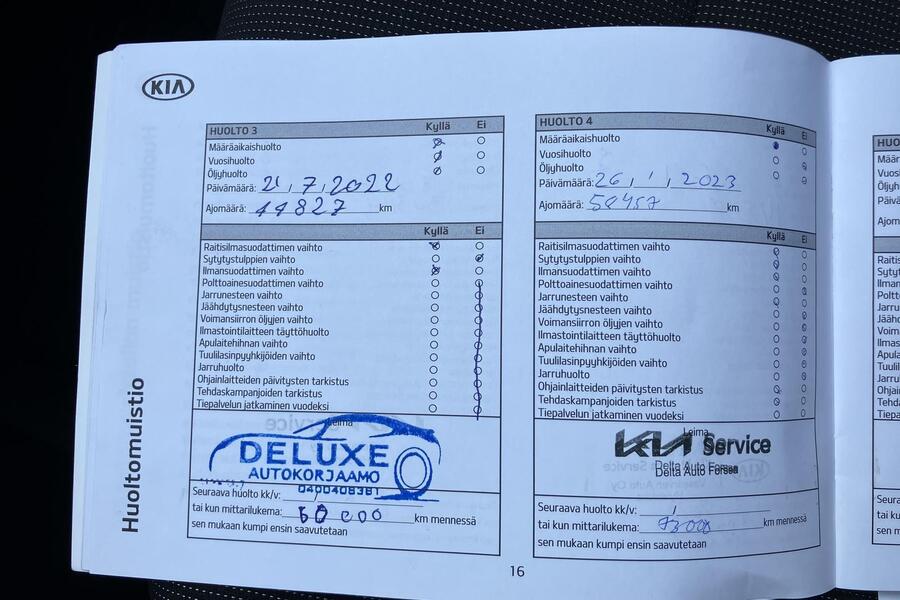 KIA
Huoltomuistio
HUOLTO 3 Kyllä Ei
Määräaikaishuolto
Vuosihuolto
Öljyhuolto
Päivämäärä: 21, 7, 2022
Ajomäärä: 44827 km
Kyllä Ei
Raitisilmasuodattimen vaihto
Sytytystulppien vaihto
Ilmansuodattimen vaihto
Polttoainesuodattimen vaihto
Jarrunesteen vaihto
Jäähdytysnesteen vaihto
Voimansiirron öljyjen vaihto
Ilmastointilaitteen täyttöhuolto
Apulaitehihnan vaihto
Tuulilasinpyyhkijöiden vaihto
Jarruhuolto
Ohjainlaitteiden päivitysten tarkistus
Tehdaskampanjoiden tarkistus
Tiepalvelun jatkaminen vuodeksi
Leima
DELUXE
AUTOKORJAAMO
0400408381
Seuraava huolto kk/v: /
tai kun mittarilukema: 60 000 km mennessä
sen mukaan kumpi ensin saavutetaan
HUOLTO 4 Kyllä Ei
Määräaikaishuolto
Vuosihuolto
Öljyhuolto
Päivämäärä: 26, 1, 2023
Ajomäärä: 58457 km
Kyllä Ei
Raitisilmasuodattimen vaihto
Sytytystulppien vaihto
Ilmansuodattimen vaihto
Polttoainesuodattimen vaihto
Jarrunesteen vaihto
Jäähdytysnesteen vaihto
Voimansiirron öljyjen vaihto
Ilmastointilaitteen täyttöhuolto
Apulaitehihnan vaihto
Tuulilasinpyyhkijöiden vaihto
Jarruhuolto
Ohjainlaitteiden päivitysten tarkistus
Tehdaskampanjoiden tarkistus
Tiepalvelun jatkaminen vuodeksi
Leima
KIA Service
Delta Auto Forssa
Seuraava huolto kk/v: /
tai kun mittarilukema: 73000 km mennessä
sen mukaan kumpi ensin saavutetaan
16